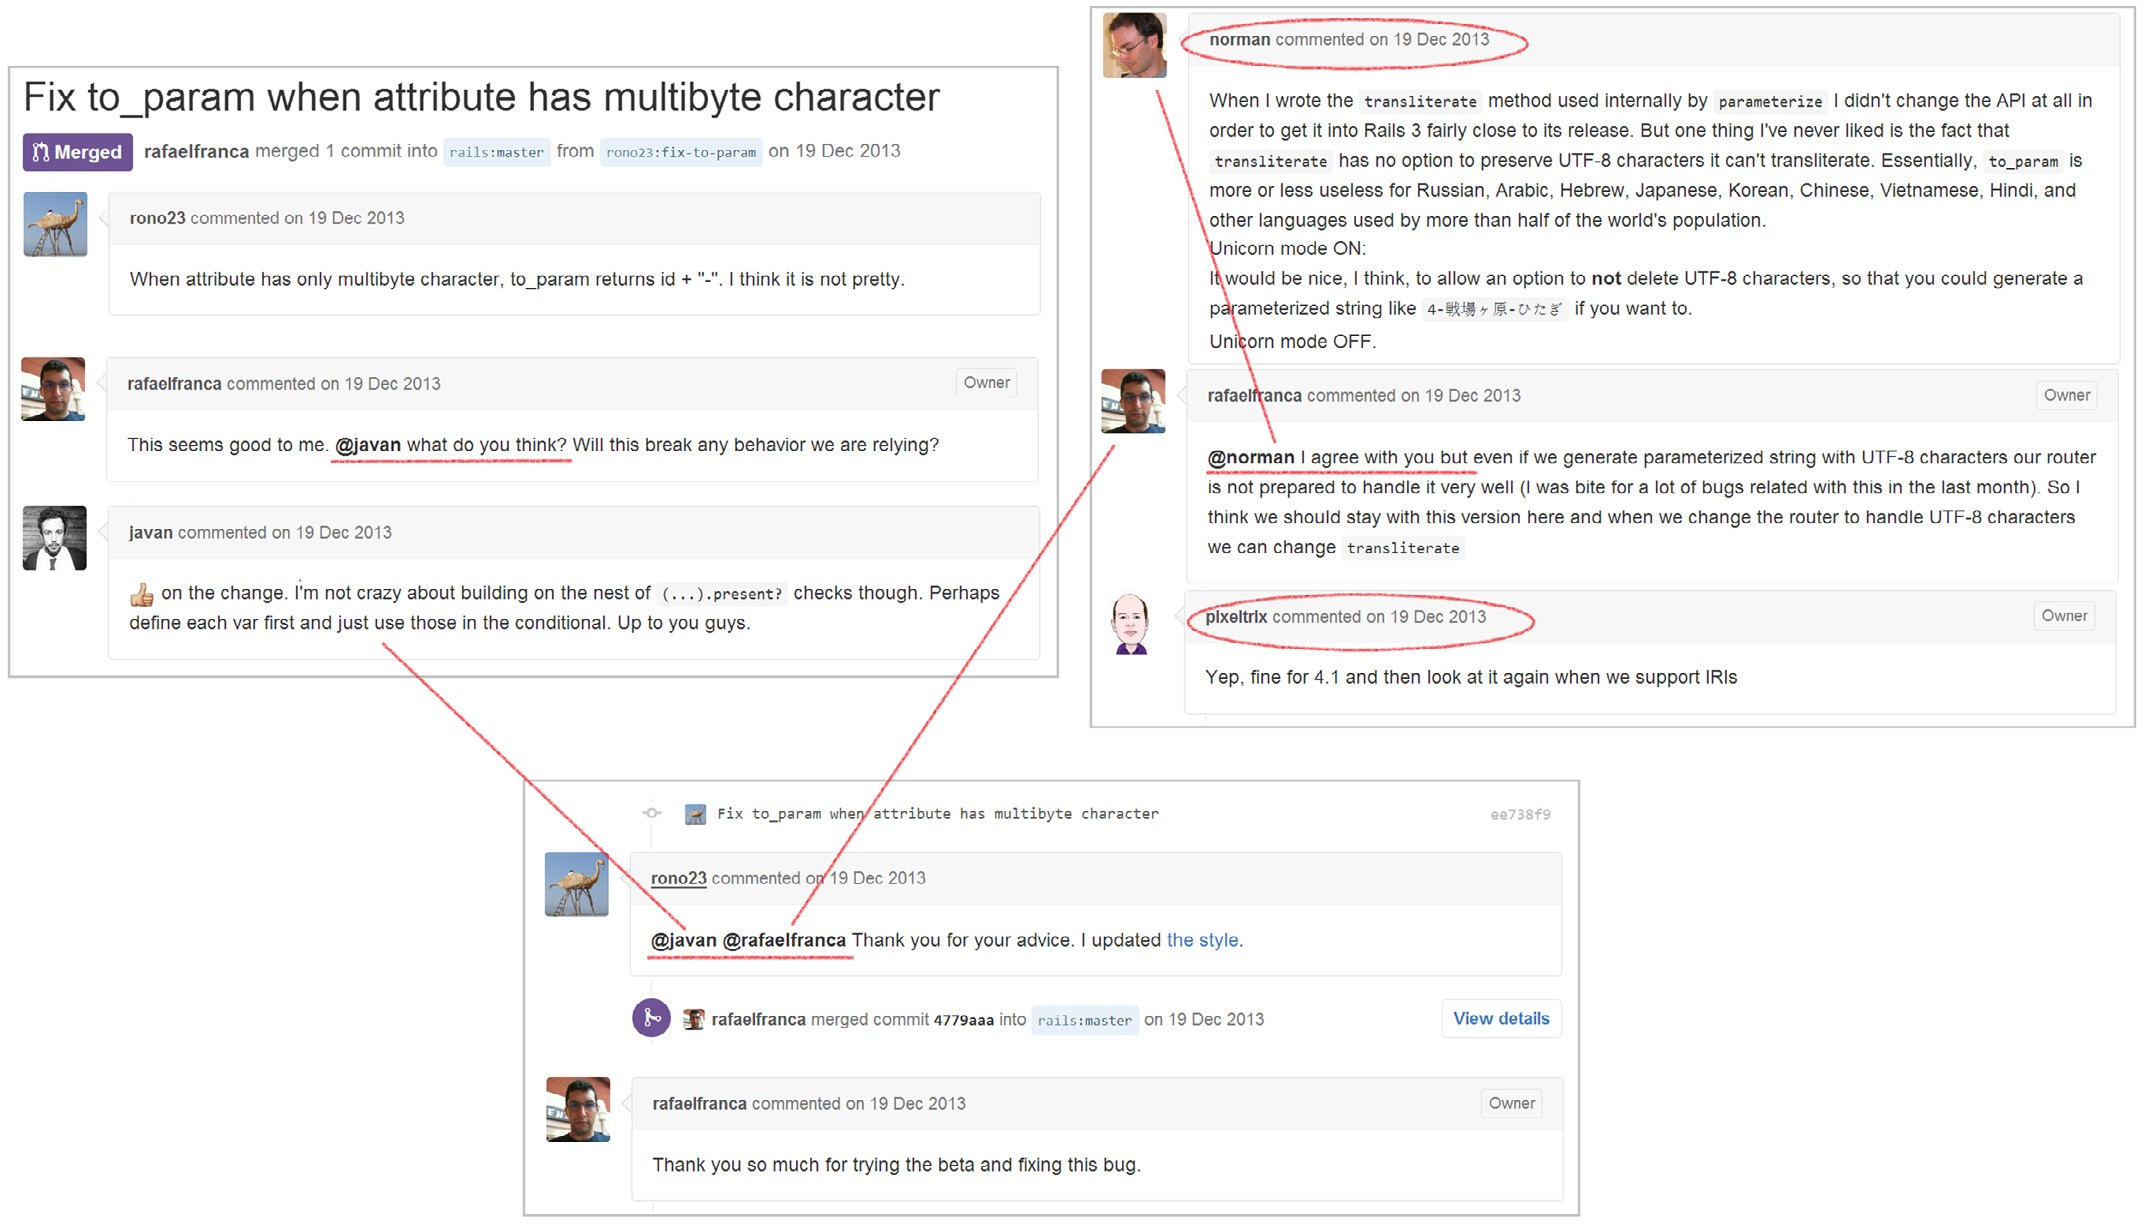 Fix to_param when attribute has multibyte character
Merged rafaelfranca merged 1 commit into rails:master from rono23:fix-to-param on 19 Dec 2013
rono23 commented on 19 Dec 2013
When attribute has only multibyte character, to_param returns id + "-". I think it is not pretty.
rafaelfranca commented on 19 Dec 2013 Owner
This seems good to me. @javan what do you think? Will this break any behavior we are relying?
javan commented on 19 Dec 2013
👍 on the change. I'm not crazy about building on the nest of (...).present? checks though. Perhaps
define each var first and just use those in the conditional. Up to you guys.
norman commented on 19 Dec 2013
When I wrote the transliterate method used internally by parameterize I didn't change the API at all in
order to get it into Rails 3 fairly close to its release. But one thing I've never liked is the fact that
transliterate has no option to preserve UTF-8 characters it can't transliterate. Essentially, to_param is
more or less useless for Russian, Arabic, Hebrew, Japanese, Korean, Chinese, Vietnamese, Hindi, and
other languages used by more than half of the world's population.
Unicorn mode ON:
It would be nice, I think, to allow an option to not delete UTF-8 characters, so that you could generate a
parameterized string like 4-戦場ヶ原-ひたぎ if you want to.
Unicorn mode OFF.
rafaelfranca commented on 19 Dec 2013 Owner
@norman I agree with you but even if we generate parameterized string with UTF-8 characters our router
is not prepared to handle it very well (I was bite for a lot of bugs related with this in the last month). So I
think we should stay with this version here and when we change the router to handle UTF-8 characters
we can change transliterate
pixeltrix commented on 19 Dec 2013 Owner
Yep, fine for 4.1 and then look at it again when we support IRIs
Fix to_param when attribute has multibyte character ee738f9
rono23 commented on 19 Dec 2013
@javan @rafaelfranca Thank you for your advice. I updated the style.
rafaelfranca merged commit 4779aaa into rails:master on 19 Dec 2013 View details
rafaelfranca commented on 19 Dec 2013 Owner
Thank you so much for trying the beta and fixing this bug.